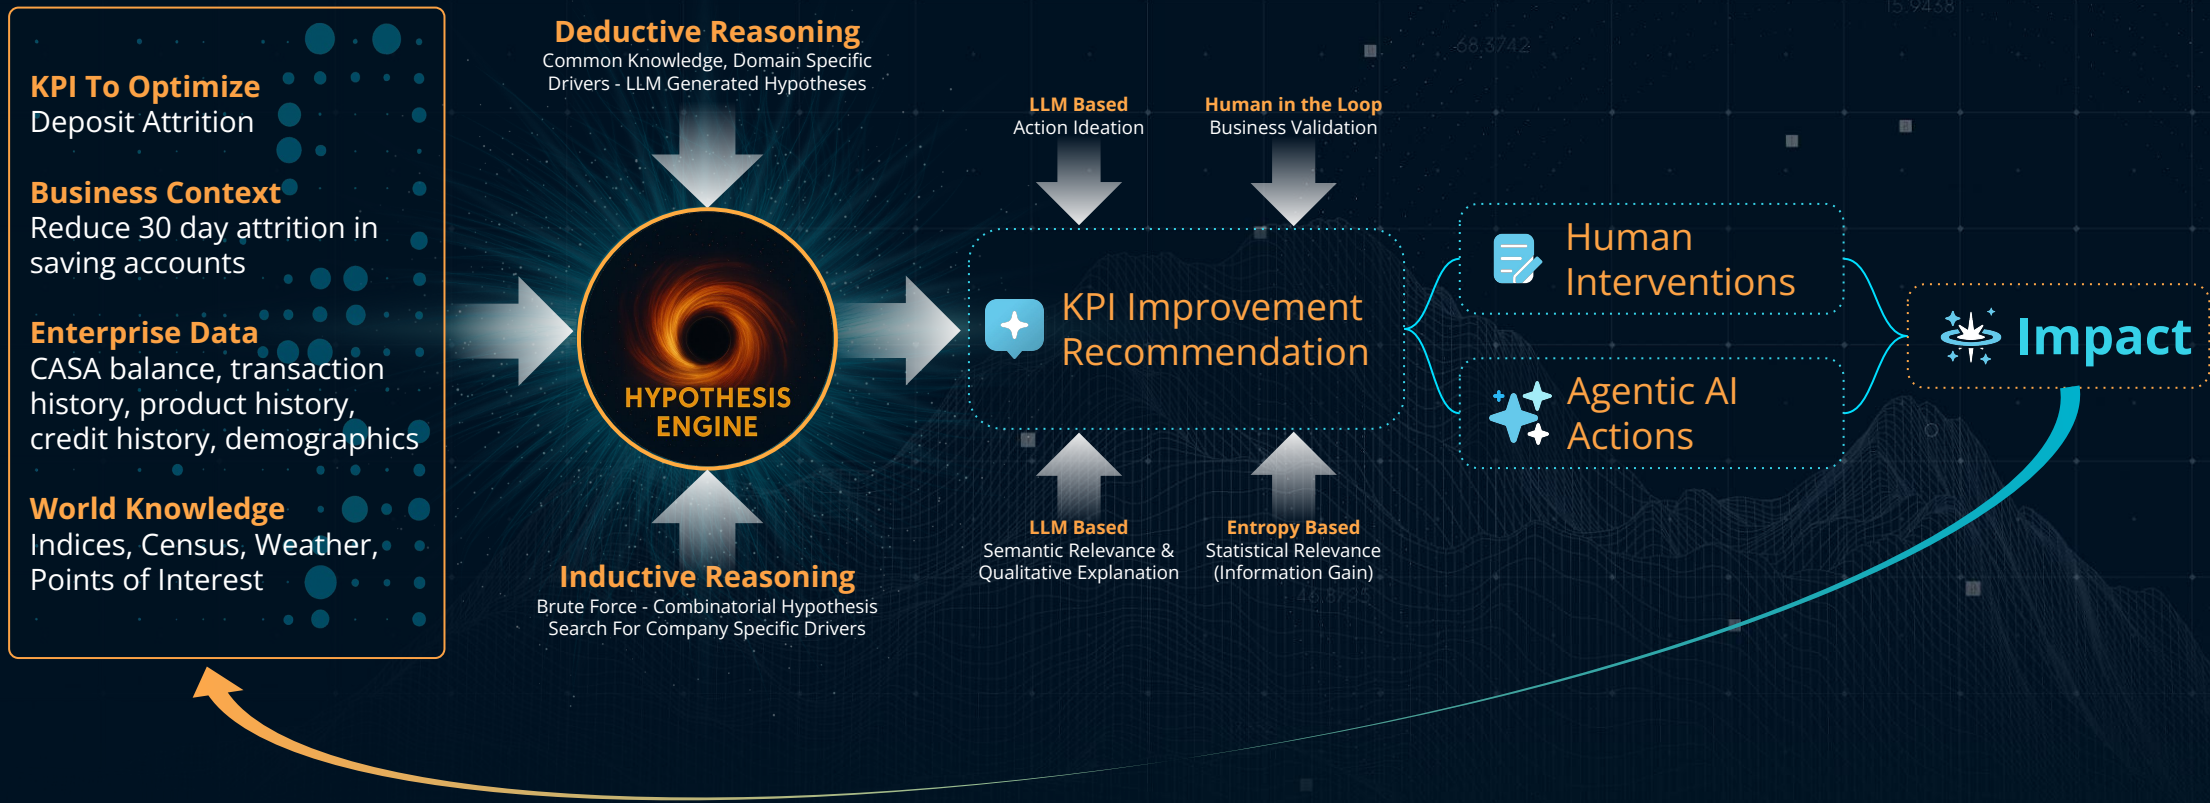 KPI To Optimize
Deposit Attrition
Business Context
Reduce 30 day attrition in
saving accounts
Enterprise Data
CASA balance, transaction
history, product history,
credit history, demographics
World Knowledge
Indices, Census, Weather,
Points of Interest
Deductive Reasoning
Common Knowledge, Domain Specific
Drivers - LLM Generated Hypotheses
HYPOTHESIS
ENGINE
Inductive Reasoning
Brute Force - Combinatorial Hypothesis
Search For Company Specific Drivers
LLM Based
Action Ideation
Human in the Loop
Business Validation
KPI Improvement
Recommendation
LLM Based
Semantic Relevance &
Qualitative Explanation
Entropy Based
Statistical Relevance
(Information Gain)
Human
Interventions
Agentic AI
Actions
Impact
15.9438
-68.3742